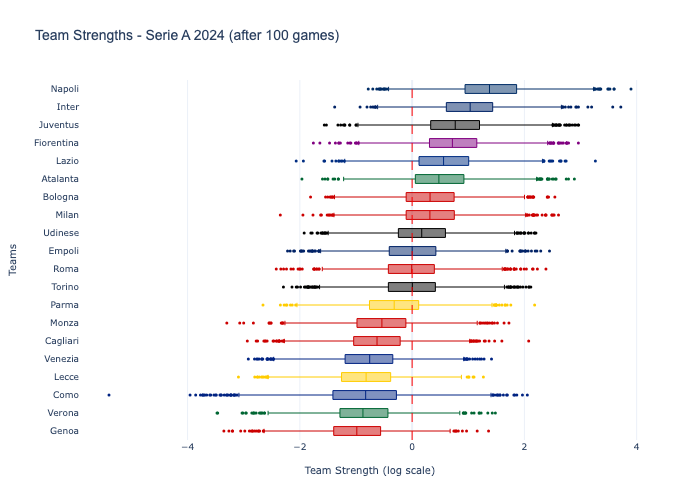 Team Strengths - Serie A 2024 (after 100 games)
Napoli
Inter
Juventus
Fiorentina
Lazio
Atalanta
Bologna
Milan
Udinese
Empoli
Roma
Torino
Parma
Monza
Cagliari
Venezia
Lecce
Como
Verona
Genoa
Teams
−4 −2 0 2 4
Team Strength (log scale)